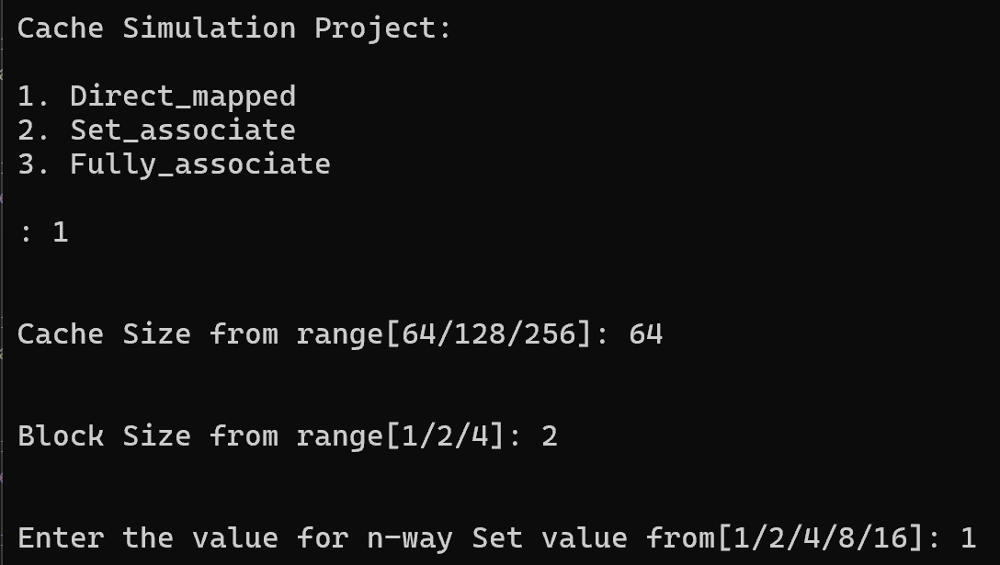 Cache Simulation Project:
1. Direct_mapped
2. Set_associate
3. Fully_associate
: 1
Cache Size from range[64/128/256]: 64
Block Size from range[1/2/4]: 2
Enter the value for n-way Set value from[1/2/4/8/16]: 1